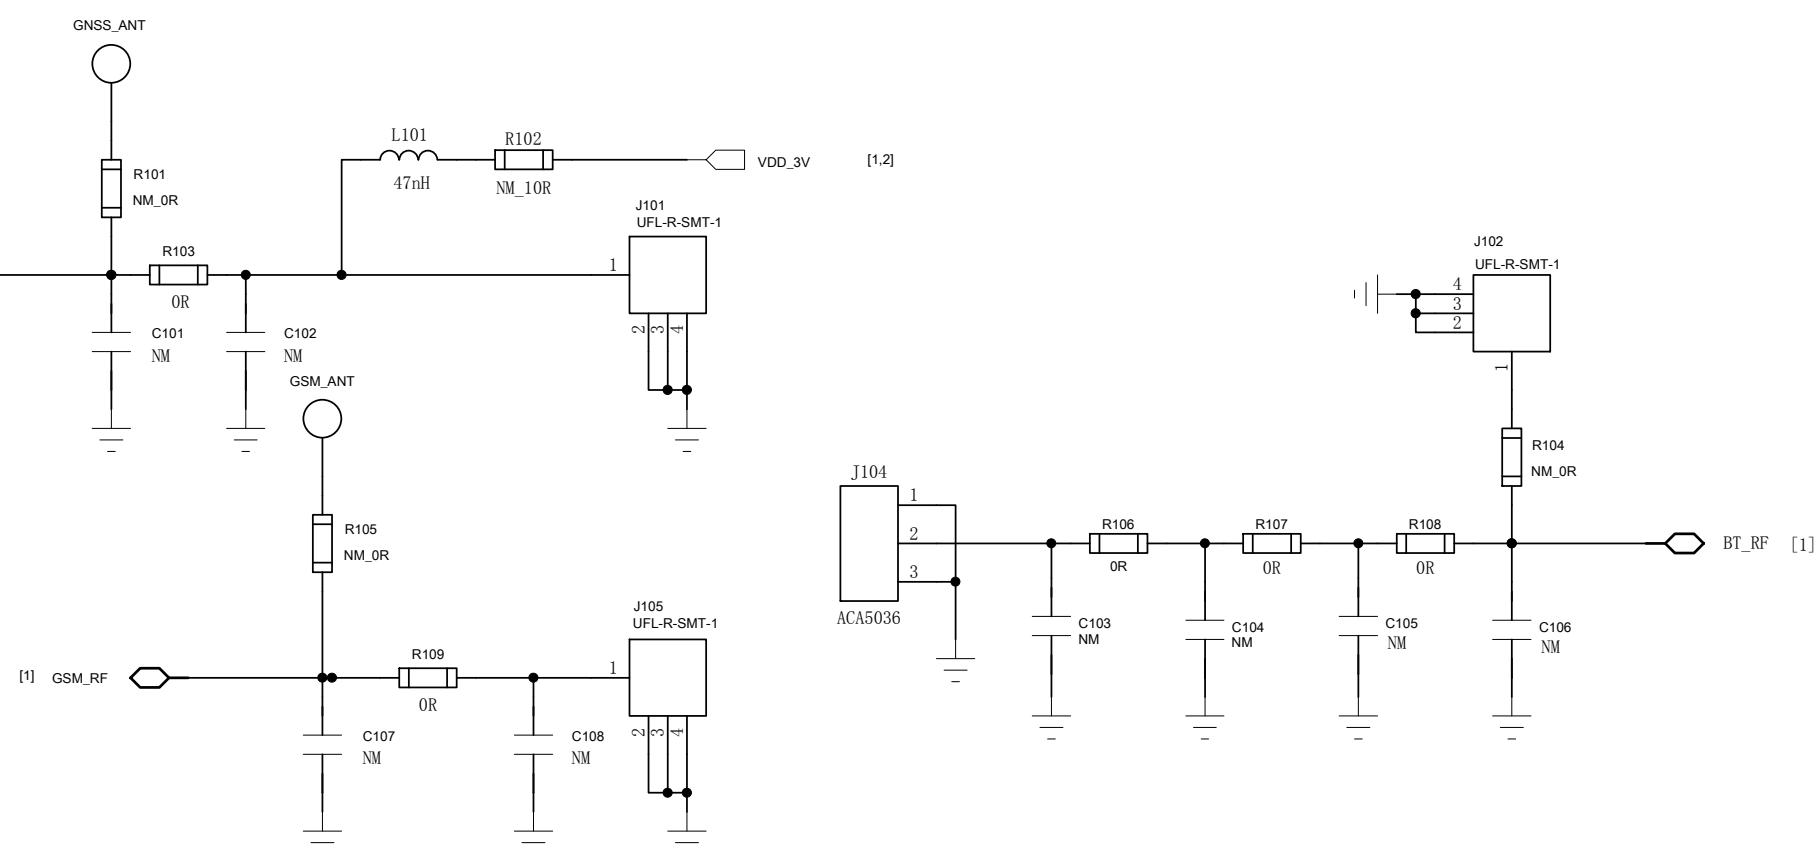 GNSS_ANT
R101
NM_0R
L101
47nH
R102
NM_10R
VDD_3V
[1,2]
J101
UFL-R-SMT-1
1
2
3
4
R103
0R
C101
NM
C102
NM
GSM_ANT
R105
NM_0R
[1]
GSM_RF
R109
0R
C107
NM
C108
NM
J105
UFL-R-SMT-1
1
2
3
4
J102
UFL-R-SMT-1
4
3
2
1
R104
NM_0R
J104
1
2
3
ACA5036
R106
0R
R107
0R
R108
0R
BT_RF
[1]
C103
NM
C104
NM
C105
NM
C106
NM